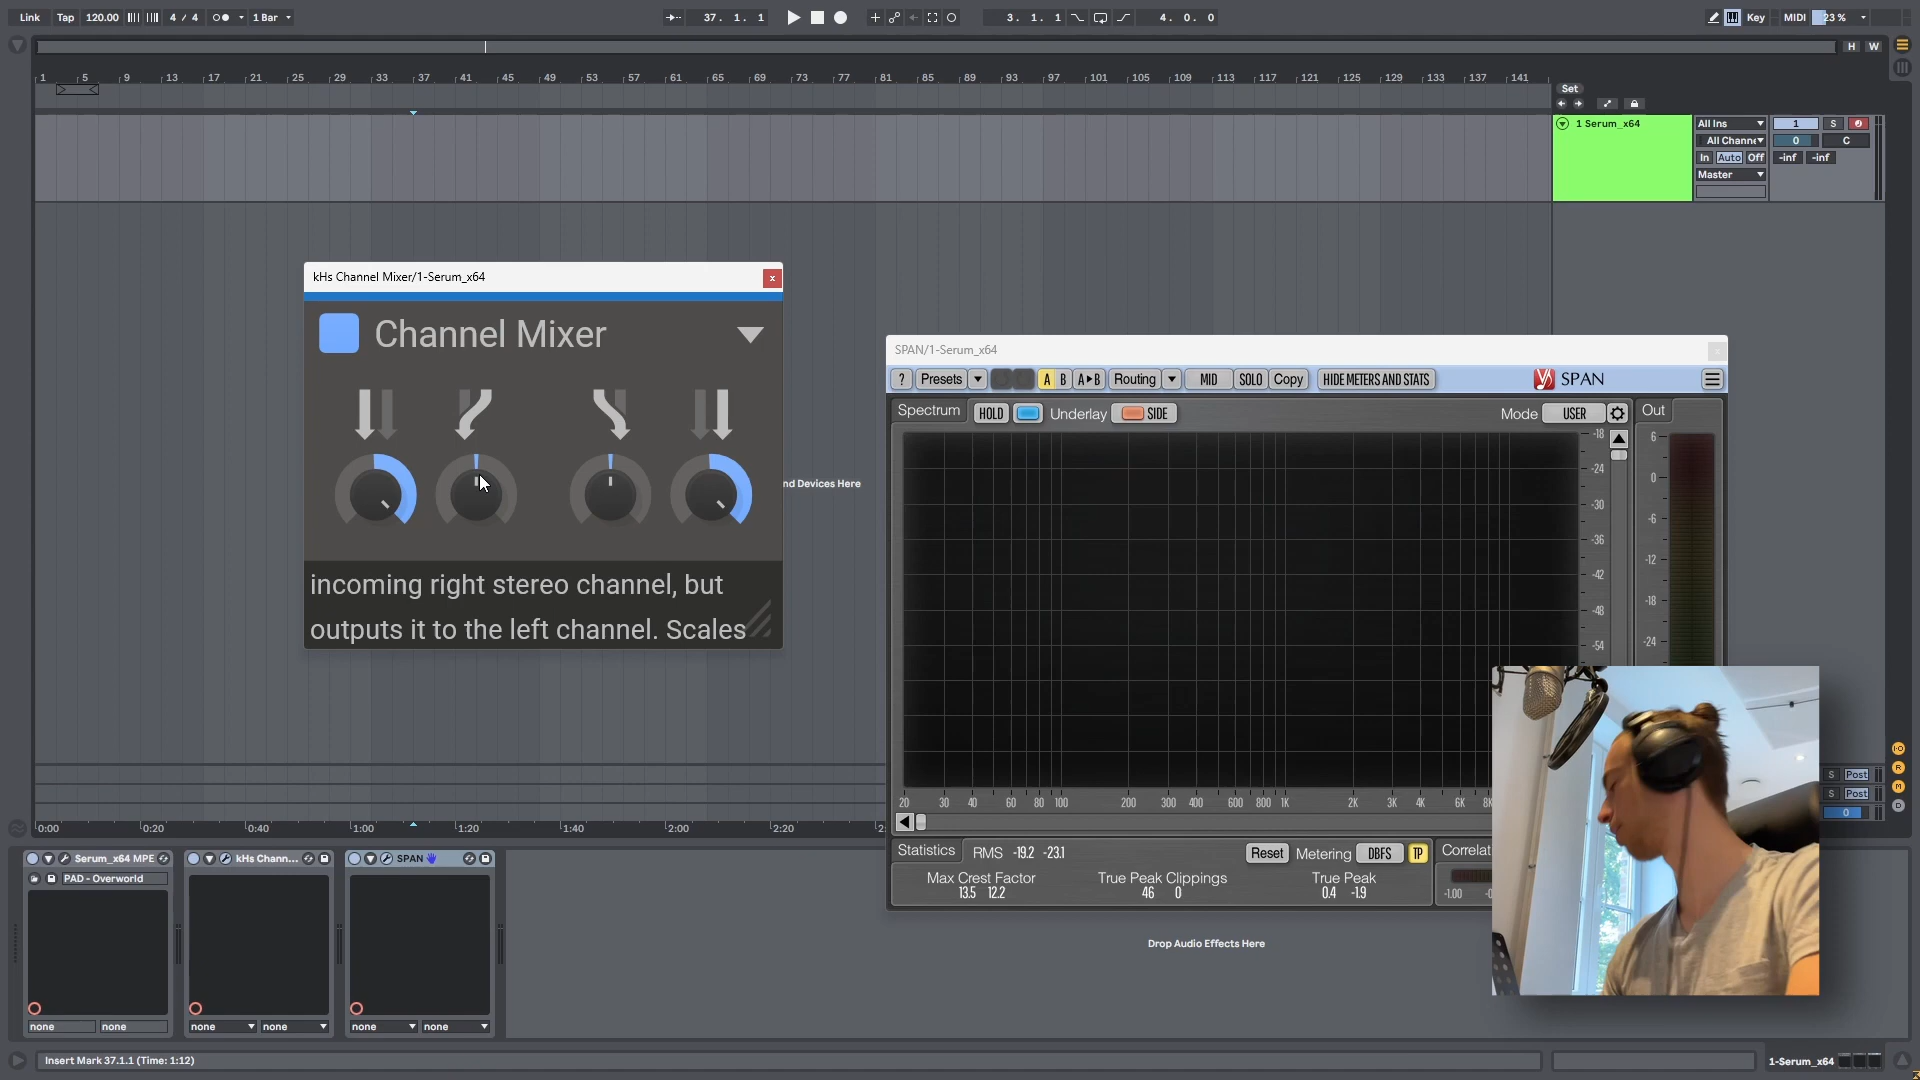 Link Tap 120.00 4 / 4 1 Bar 37. 1. 1 3. 1. 1 4. 0. 0 Key MIDI 23 %
H W
1 5 9 13 17 21 25 29 33 37 41 45 49 53 57 61 65 69 73 77 81 85 89 93 97 101 105 109 113 117 121 125 129 133 137 141
Set
1 Serum_x64 All Ins 1 S
All Channe 0 C
In Auto Off -inf -inf
Master
kHs Channel Mixer/1-Serum_x64 x
Channel Mixer
incoming right stereo channel, but
outputs it to the left channel. Scales
nd Devices Here
SPAN/1-Serum_x64
? Presets A B A▸B Routing MID SOLO Copy HIDE METERS AND STATS SPAN
Spectrum HOLD Underlay SIDE Mode USER Out
-18 -24 -30 -36 -42 -48 -54
6 0 -6 -12 -18 -24
20 30 40 60 80 100 200 300 400 600 800 1K 2K 3K 4K 6K
Statistics RMS -19.2 -23.1 Reset Metering DBFS TP Correlat
Max Crest Factor True Peak Clippings True Peak
13.5 12.2 46 0 0.4 -1.9 -1.00
S Post
S Post
0
0:00 0:20 0:40 1:00 1:20 1:40 2:00 2:20
Serum_x64 MPE kHs Chann... SPAN
PAD - Overworld
Drop Audio Effects Here
none none none none none none
Insert Mark 37.1.1 (Time: 1:12) 1-Serum_x64